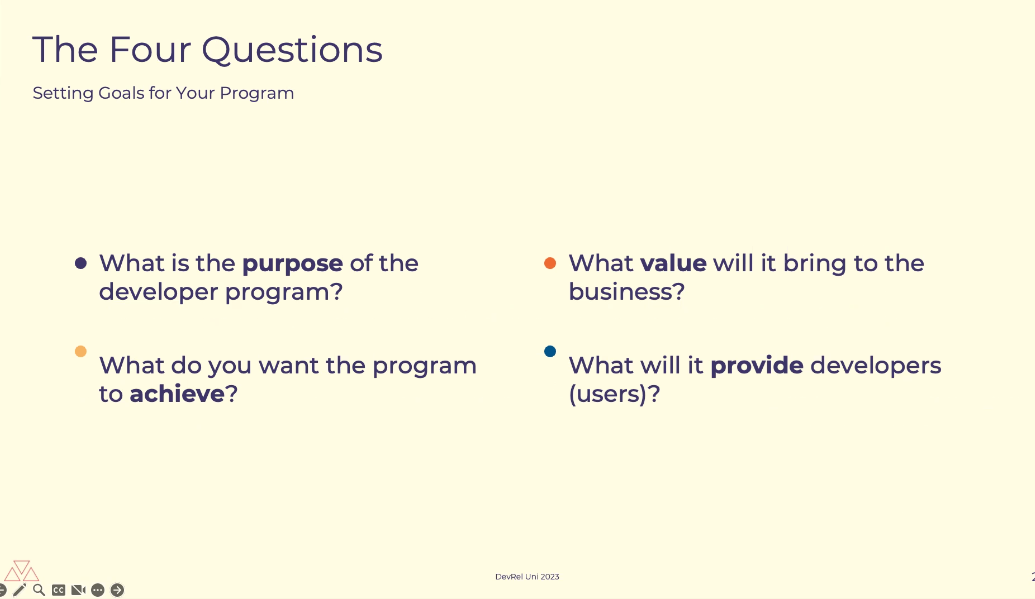 The Four Questions
Setting Goals for Your Program
What is the purpose of the
developer program?
What do you want the program
to achieve?
What value will it bring to the
business?
What will it provide developers
(users)?
DevRel Uni 2023
CC